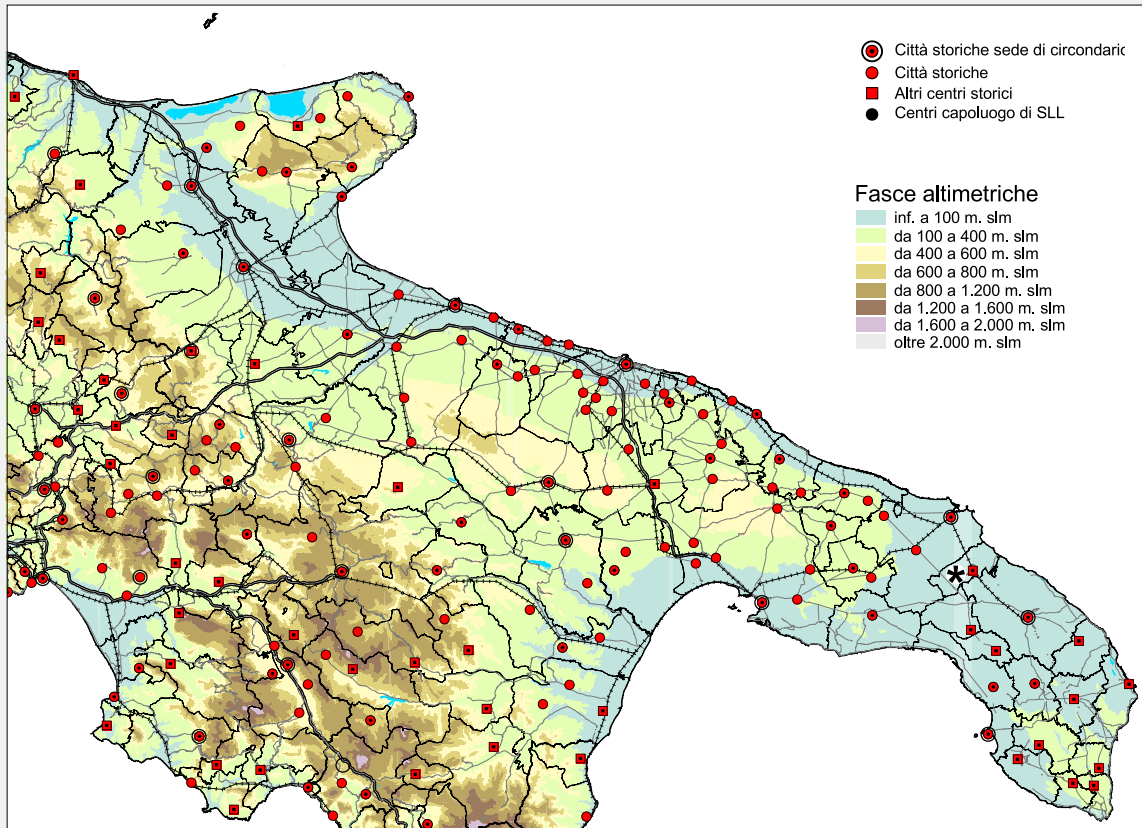 Città storiche sede di circondaric
Città storiche
Altri centri storici
Centri capoluogo di SLL
Fasce altimetriche
inf. a 100 m. slm
da 100 a 400 m. slm
da 400 a 600 m. slm
da 600 a 800 m. slm
da 800 a 1.200 m. slm
da 1.200 a 1.600 m. slm
da 1.600 a 2.000 m. slm
oltre 2.000 m. slm
*